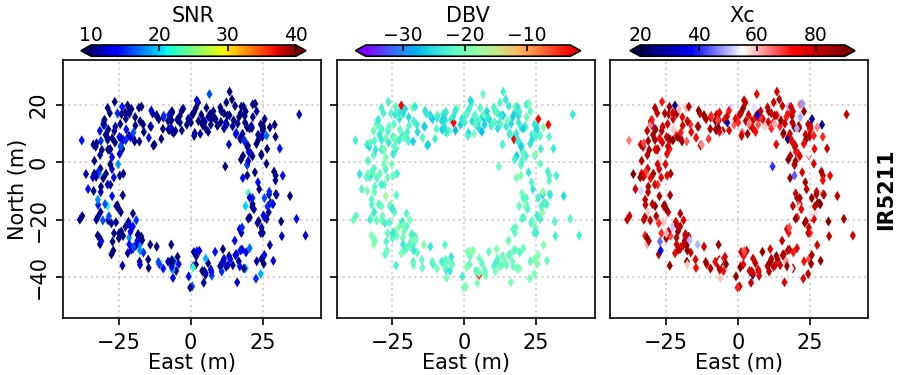 SNR DBV Xc
10 20 30 40 −30 −20 −10 20 40 60 80
20
0
−20
−40
North (m)
IR5211
−25 0 25 −25 0 25 −25 0 25
East (m) East (m) East (m)